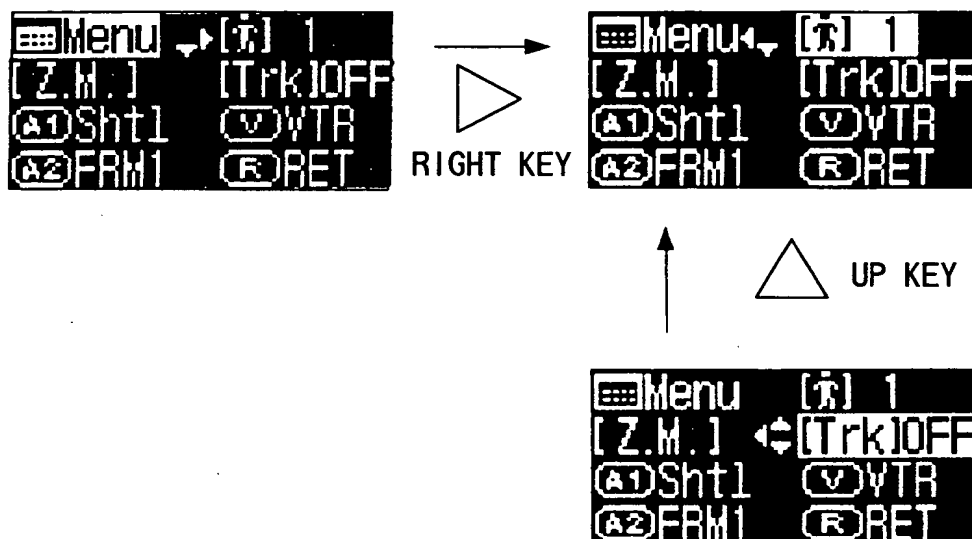 Menu [] 1
[Z.M.] [Trk]OFF
A1 Shtl V VTR
A2 FRM1 R RET
RIGHT KEY
Menu [] 1
[Z.M.] [Trk]OFF
A1 Shtl V VTR
A2 FRM1 R RET
UP KEY
Menu [] 1
[Z.M.] [Trk]OFF
A1 Shtl V VTR
A2 FRM1 R RET